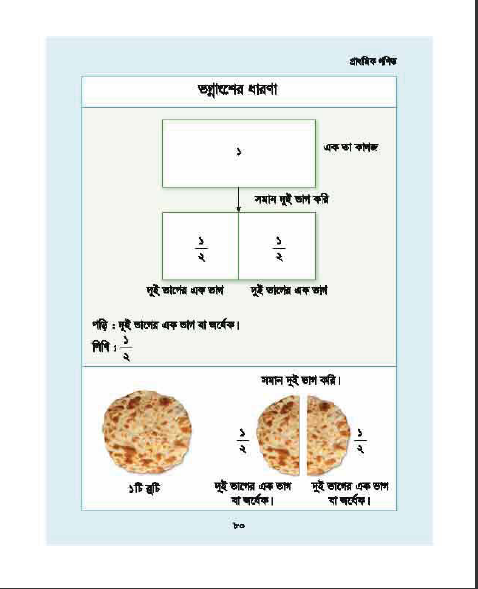 প্রাথমিক গণিত
ভগ্নাংশের ধারণা
১
এক তা কাগজ
সমান দুই ভাগ করি
১/২ ১/২
দুই ভাগের এক ভাগ দুই ভাগের এক ভাগ
পড়ি : দুই ভাগের এক ভাগ বা অর্ধেক।
লিখি : ১/২
সমান দুই ভাগ করি।
১/২ ১/২
১টি রুটি
দুই ভাগের এক ভাগ দুই ভাগের এক ভাগ
বা অর্ধেক। বা অর্ধেক।
৮০